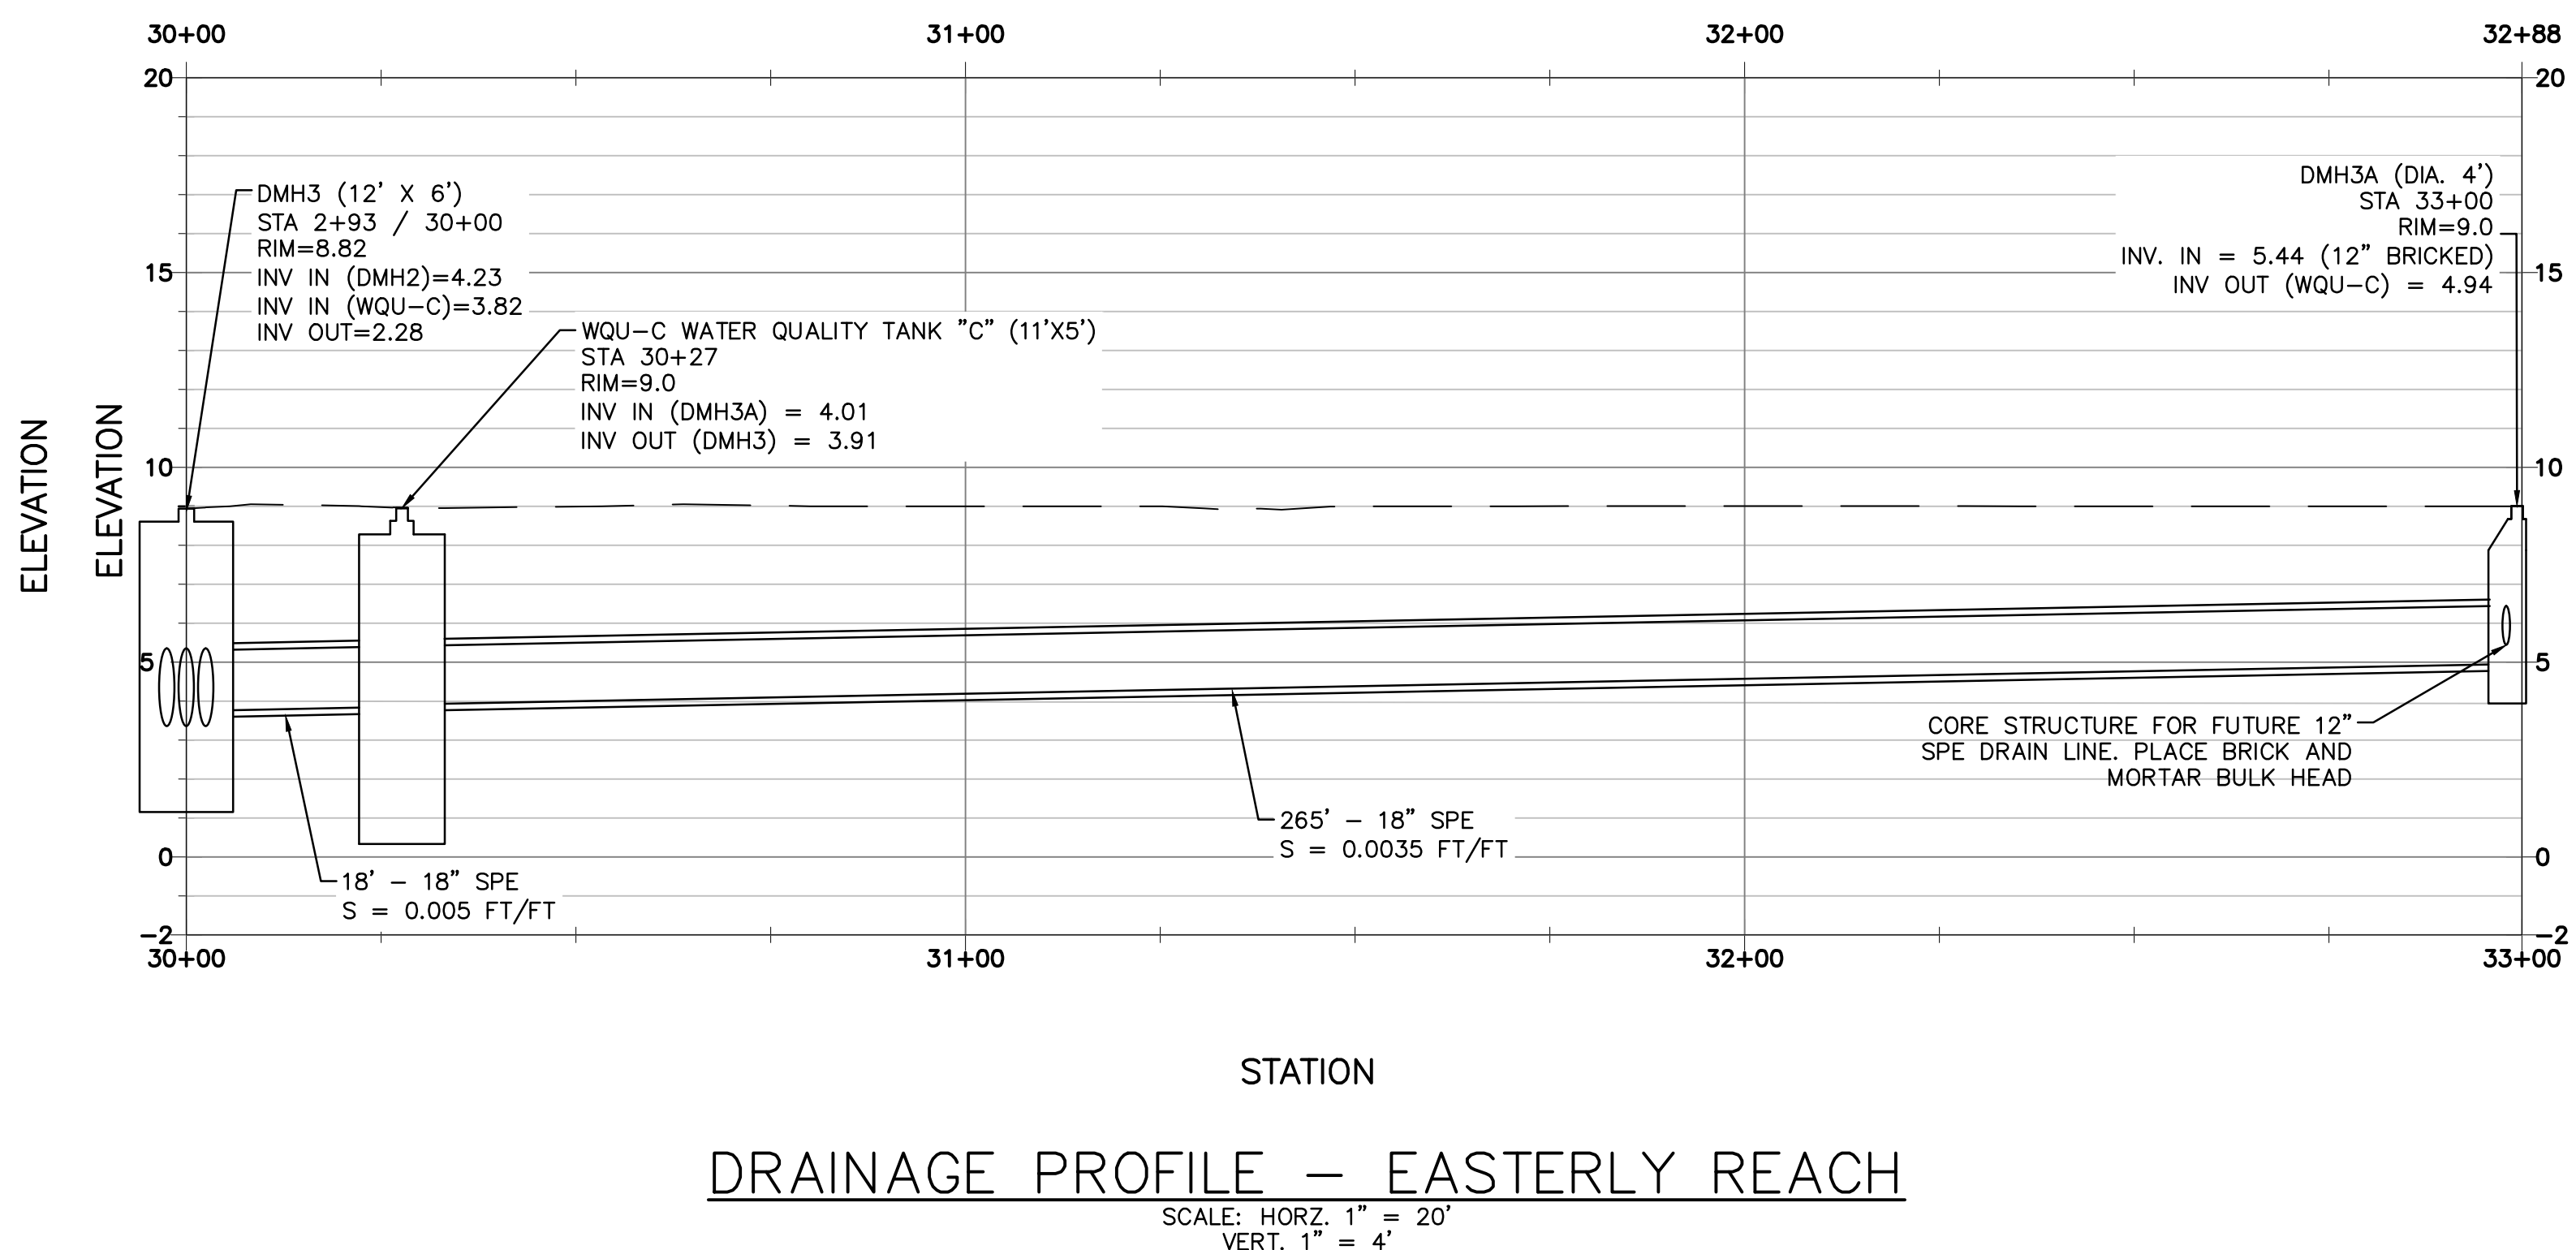 30+00 31+00 32+00 32+88
20 20
DMH3 (12' X 6')
STA 2+93 / 30+00
RIM=8.82
INV IN (DMH2)=4.23
INV IN (WQU-C)=3.82
INV OUT=2.28
DMH3A (DIA. 4')
STA 33+00
RIM=9.0
INV. IN = 5.44 (12" BRICKED)
INV OUT (WQU-C) = 4.94
15 15
WQU-C WATER QUALITY TANK "C" (11'X5')
STA 30+27
RIM=9.0
INV IN (DMH3A) = 4.01
INV OUT (DMH3) = 3.91
ELEVATION
ELEVATION
10 10
5 5
CORE STRUCTURE FOR FUTURE 12"
SPE DRAIN LINE. PLACE BRICK AND
MORTAR BULK HEAD
265' - 18" SPE
S = 0.0035 FT/FT
0 0
18' - 18" SPE
S = 0.005 FT/FT
-2 -2
30+00 31+00 32+00 33+00
STATION
DRAINAGE PROFILE - EASTERLY REACH
SCALE: HORZ. 1" = 20'
VERT. 1" = 4'